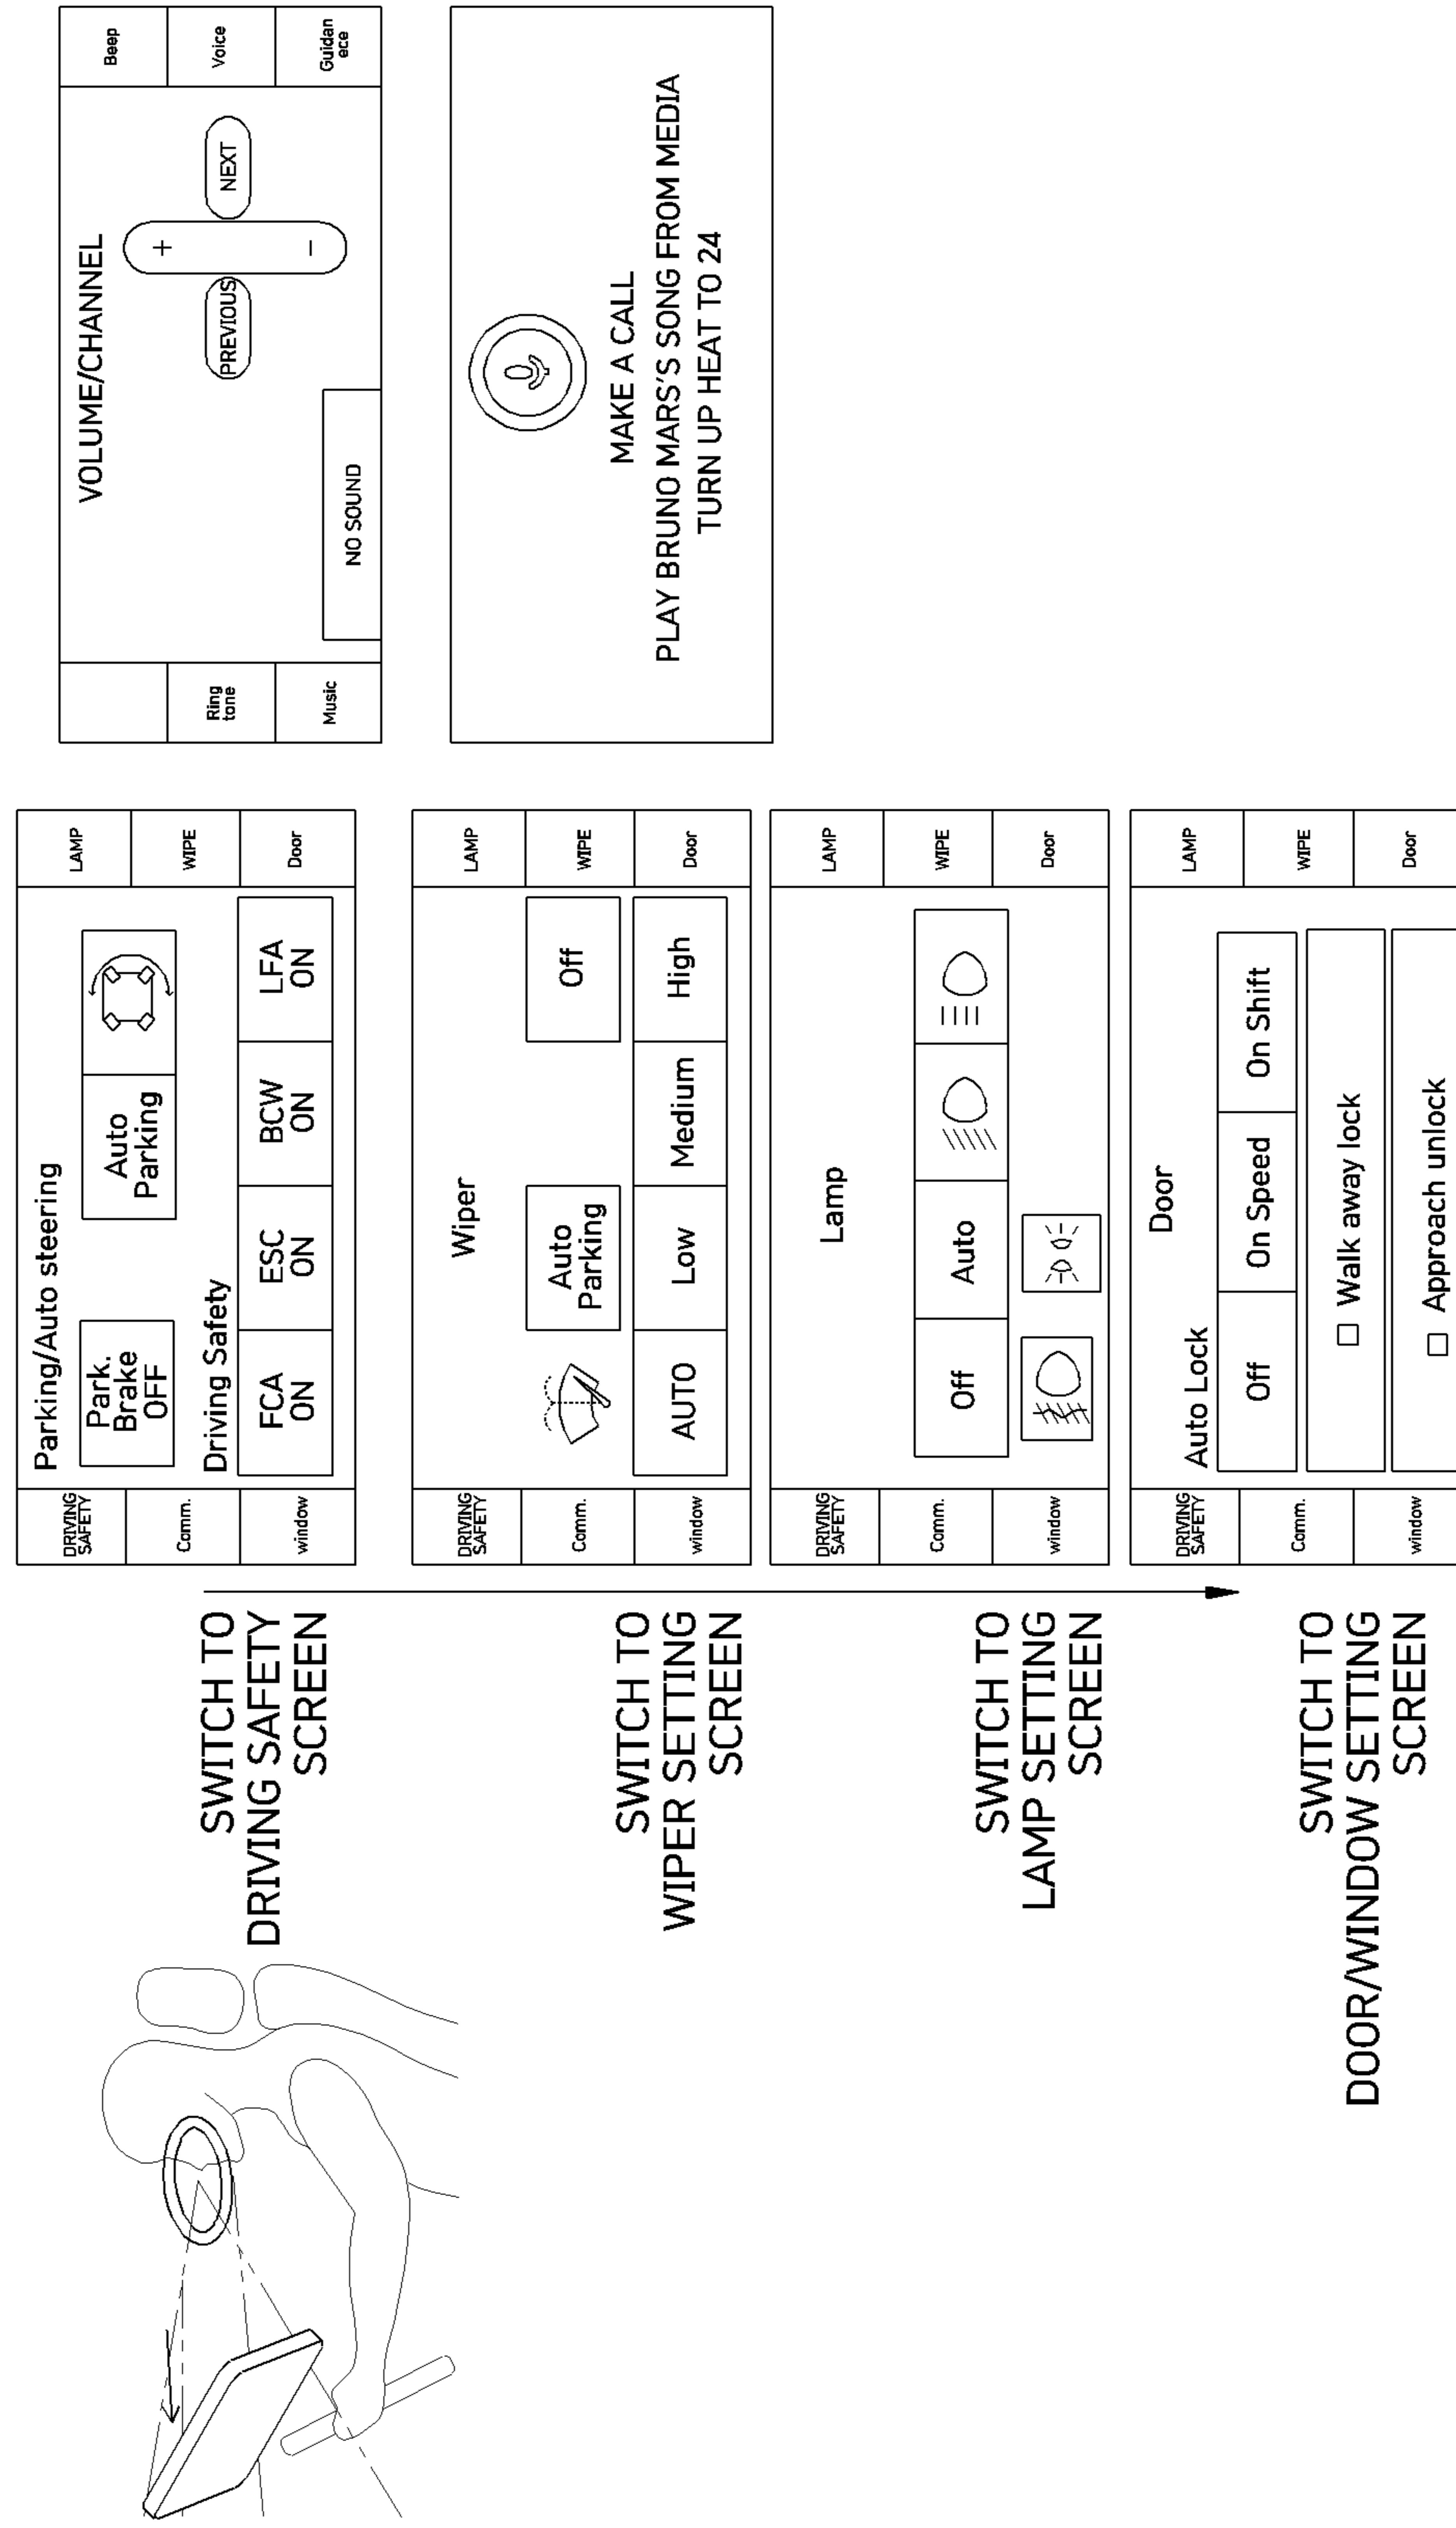 SWITCH TO
DRIVING SAFETY
SCREEN
DRIVING
SAFETY
Comm.
window
Parking/Auto steering
Park.
Brake
OFF
Auto
Parking
Driving Safety
FCA
ON
ESC
ON
BCW
ON
LFA
ON
LAMP
WIPE
Door
VOLUME/CHANNEL
Ring
tone
Music
PREVIOUS
+
-
NEXT
NO SOUND
Beep
Voice
Guidan
ece
SWITCH TO
WIPER SETTING
SCREEN
DRIVING
SAFETY
Comm.
window
Wiper
Auto
Parking
Off
AUTO
Low
Medium
High
LAMP
WIPE
Door
MAKE A CALL
PLAY BRUNO MARS'S SONG FROM MEDIA
TURN UP HEAT TO 24
SWITCH TO
LAMP SETTING
SCREEN
DRIVING
SAFETY
Comm.
window
Lamp
Off
Auto
LAMP
WIPE
Door
SWITCH TO
DOOR/WINDOW SETTING
SCREEN
DRIVING
SAFETY
Comm.
window
Door
Auto Lock
Off
On Speed
On Shift
Walk away lock
Approach unlock
LAMP
WIPE
Door